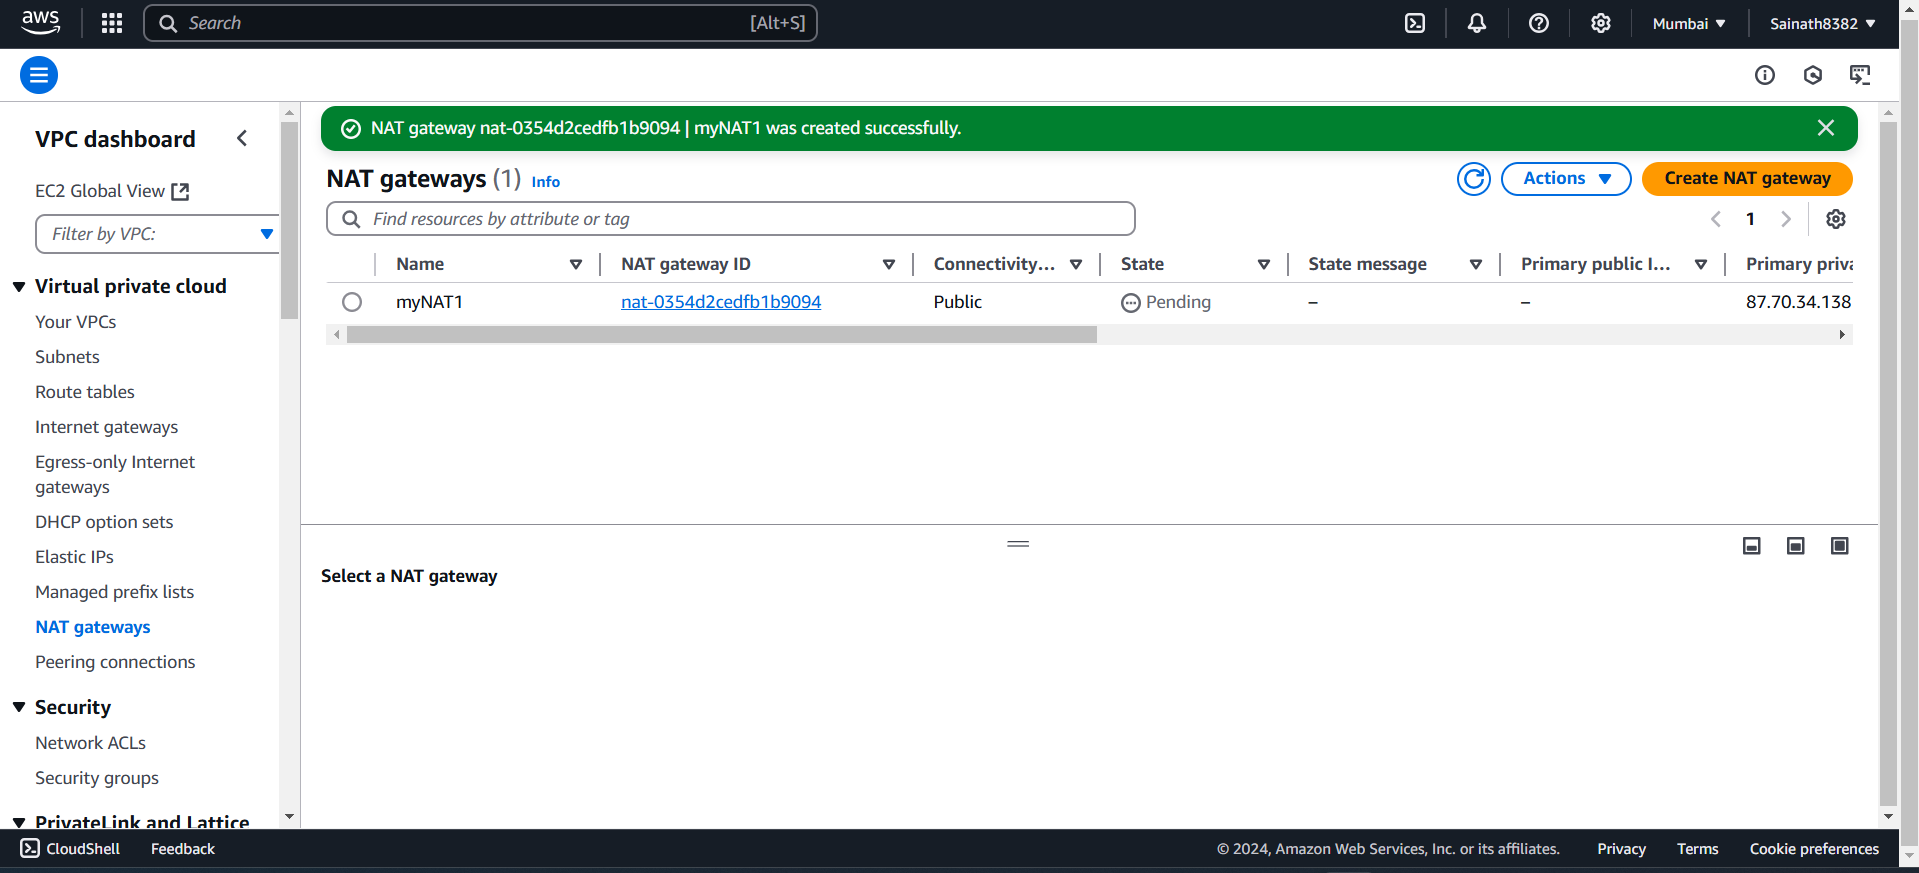 aws
Search
[Alt+S]
Mumbai
Sainath8382
VPC dashboard
EC2 Global View
Filter by VPC:
Virtual private cloud
Your VPCs
Subnets
Route tables
Internet gateways
Egress-only Internet
gateways
DHCP option sets
Elastic IPs
Managed prefix lists
NAT gateways
Peering connections
Security
Network ACLs
Security groups
PrivateLink and Lattice
NAT gateway nat-0354d2cedfb1b9094 | myNAT1 was created successfully.
NAT gateways (1) Info
Actions
Create NAT gateway
Find resources by attribute or tag
1
Name NAT gateway ID Connectivity... State State message Primary public I... Primary priva
myNAT1 nat-0354d2cedfb1b9094 Public Pending – – 87.70.34.138
Select a NAT gateway
CloudShell Feedback © 2024, Amazon Web Services, Inc. or its affiliates. Privacy Terms Cookie preferences